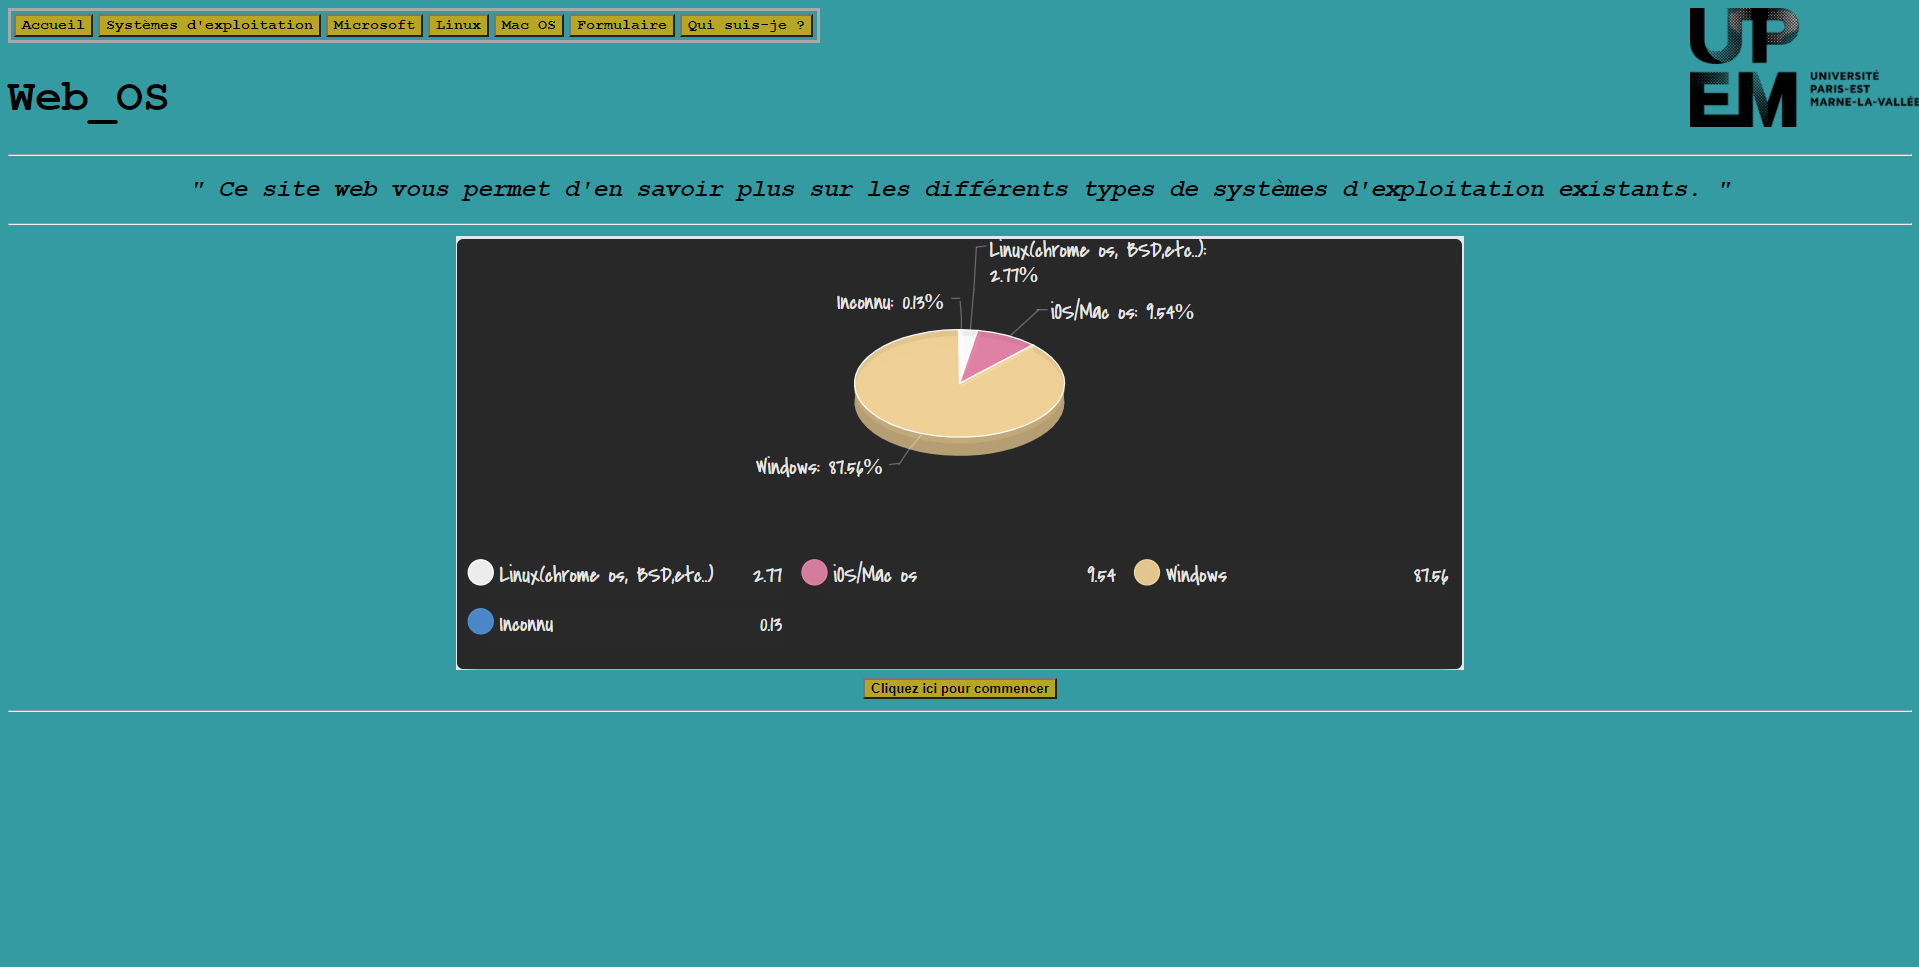 Accueil Systèmes d'exploitation Microsoft Linux Mac OS Formulaire Qui suis-je ?
UP
EM
UNIVERSITÉ
PARIS-EST
MARNE-LA-VALLÉE
Web_OS
" Ce site web vous permet d'en savoir plus sur les différents types de systèmes d'exploitation existants. "
Linux(chrome os, BSD,etc..):
2.77%
Inconnu: 0.13%
iOS/Mac os: 9.54%
Windows: 87.56%
Linux(chrome os, BSD,etc..) 2.77 iOS/Mac os 9.54 Windows 87.56
Inconnu 0.13
Cliquez ici pour commencer